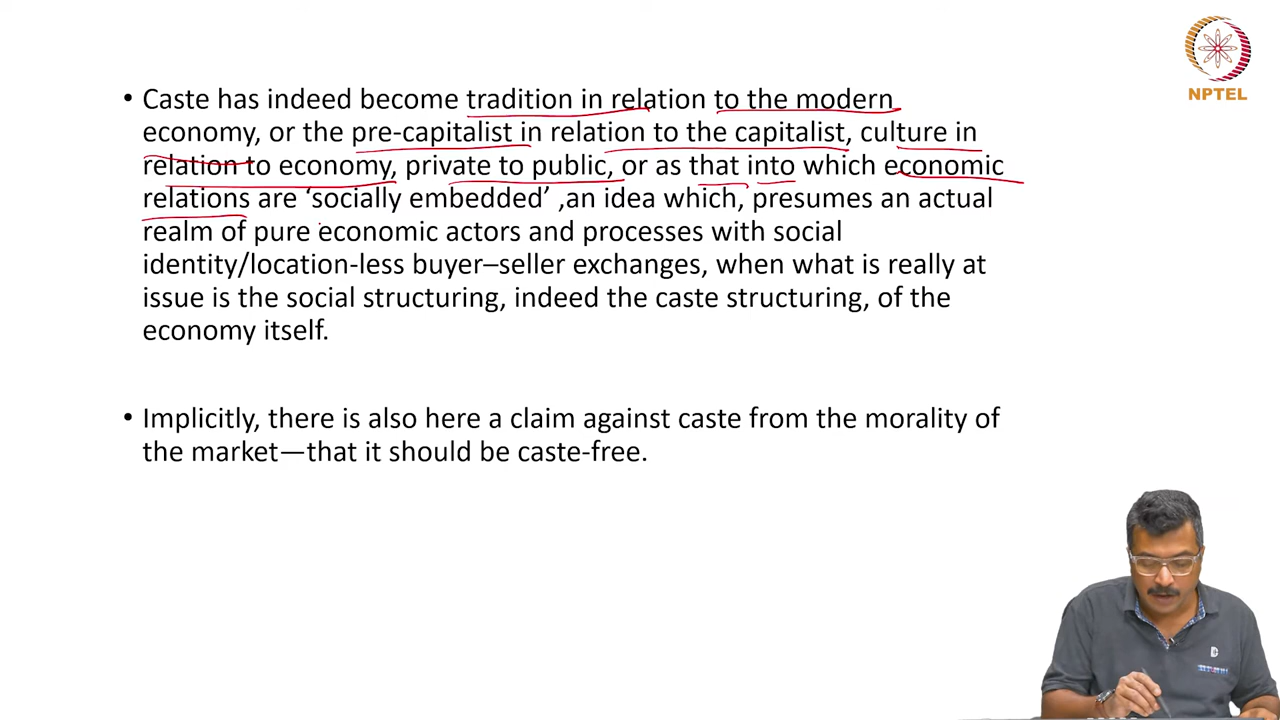 NPTEL
• Caste has indeed become tradition in relation to the modern
economy, or the pre-capitalist in relation to the capitalist, culture in
relation to economy, private to public, or as that into which economic
relations are ‘socially embedded’ ,an idea which, presumes an actual
realm of pure economic actors and processes with social
identity/location-less buyer–seller exchanges, when what is really at
issue is the social structuring, indeed the caste structuring, of the
economy itself.
• Implicitly, there is also here a claim against caste from the morality of
the market—that it should be caste-free.